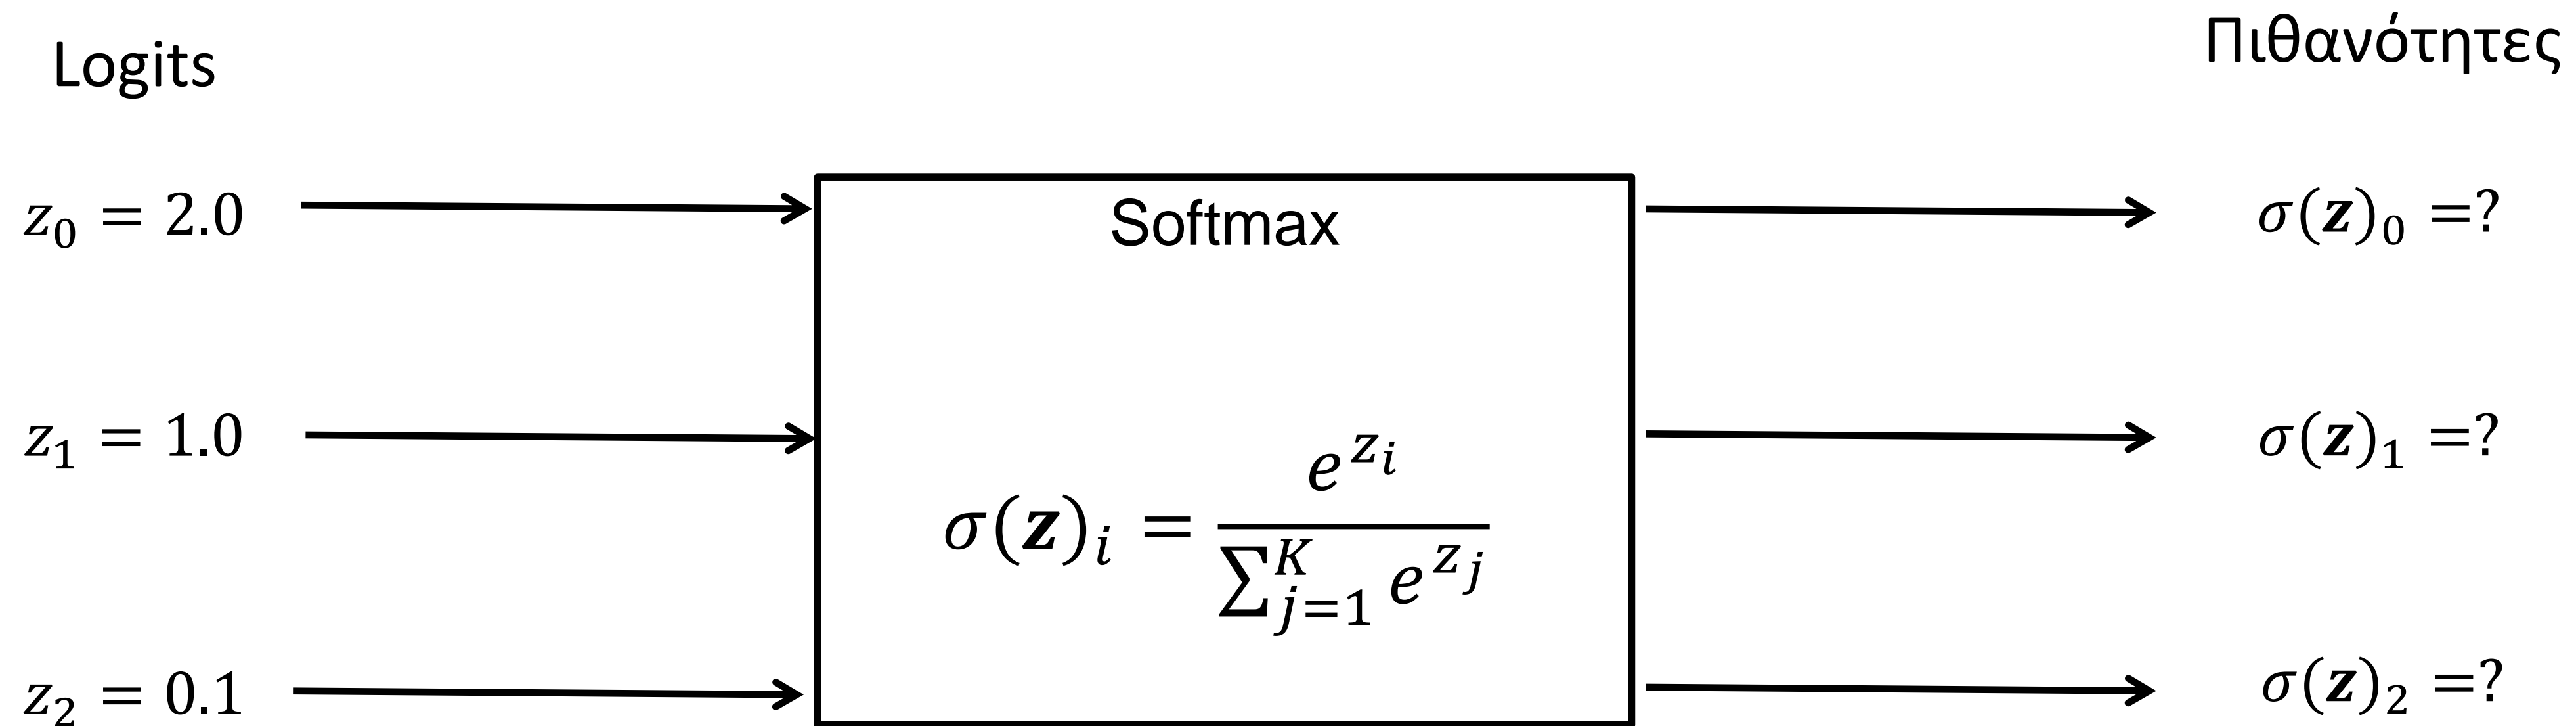 Logits
Πιθανότητες
z₀ = 2.0
Softmax
σ(z)₀ =?
z₁ = 1.0
σ(z)₁ =?
σ(z)ᵢ = e^{zᵢ} / ∑_{j=1}^{K} e^{zⱼ}
z₂ = 0.1
σ(z)₂ =?